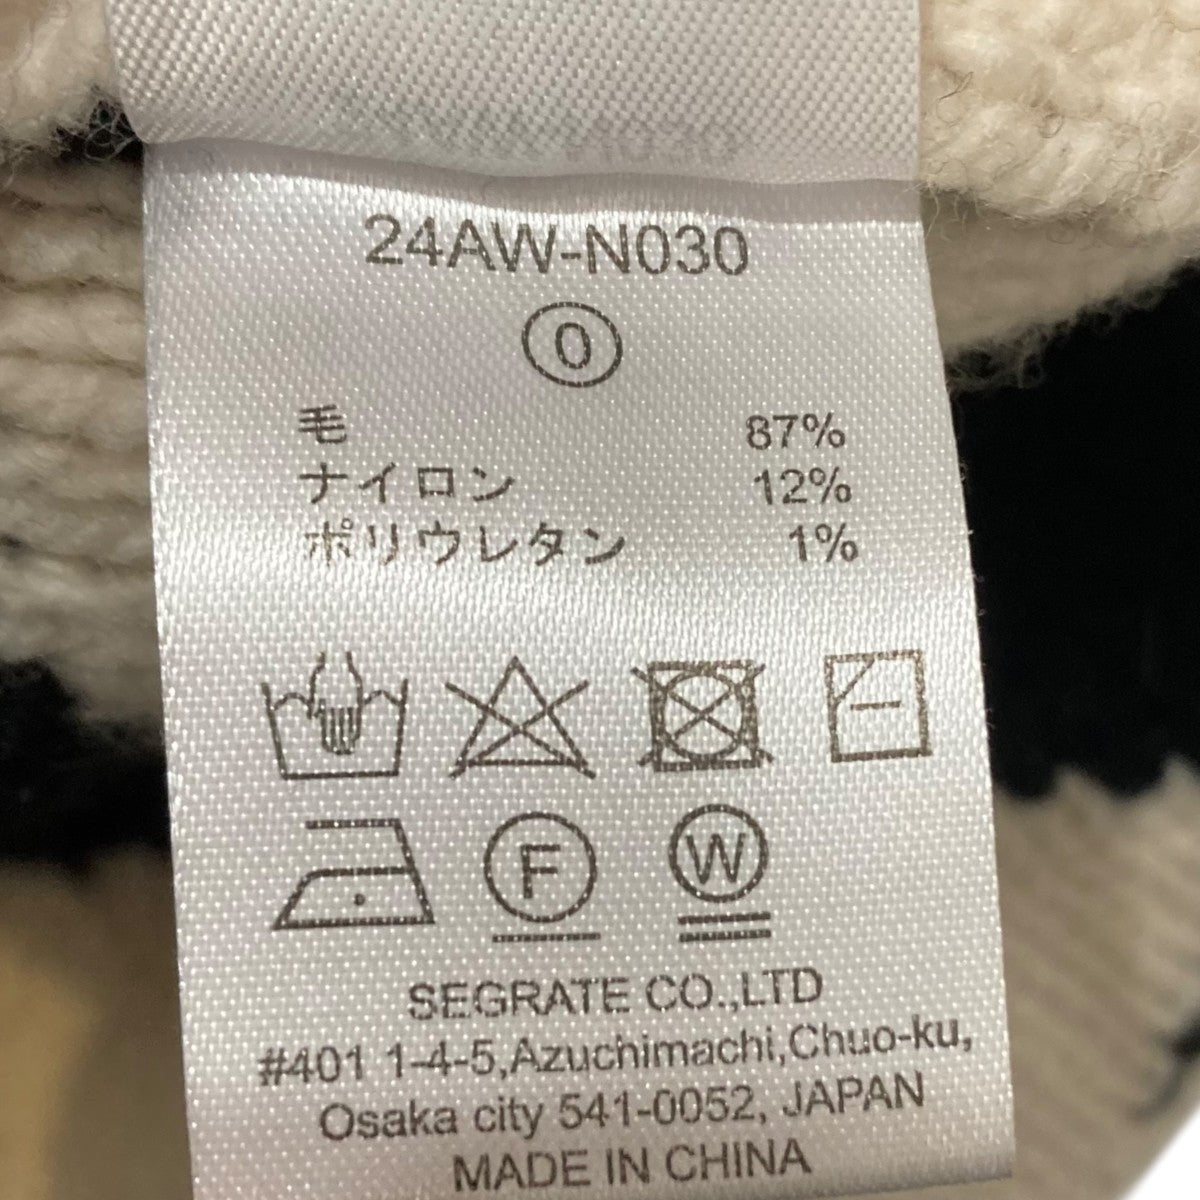 24AW-N030
0
毛 87%
ナイロン 12%
ポリウレタン 1%
F
W
SEGRATE CO.,LTD
#401 1-4-5,Azuchimachi,Chuo-ku,
Osaka city 541-0052, JAPAN
MADE IN CHINA